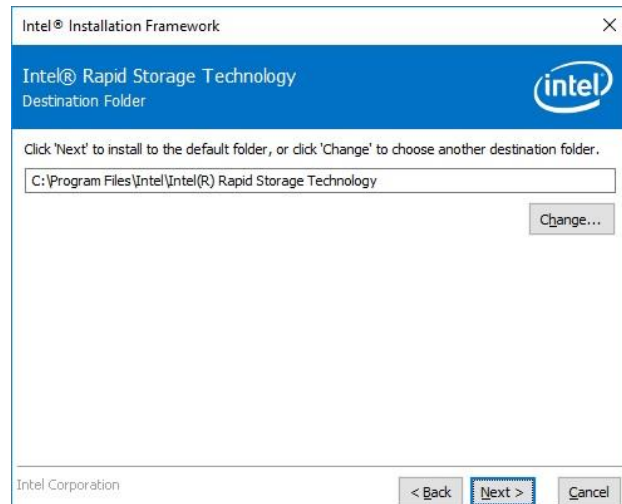 Intel® Installation Framework
Intel® Rapid Storage Technology
Destination Folder
intel
Click 'Next' to install to the default folder, or click 'Change' to choose another destination folder.
C:\Program Files\Intel\Intel(R) Rapid Storage Technology
Change...
Intel Corporation
< Back Next > Cancel